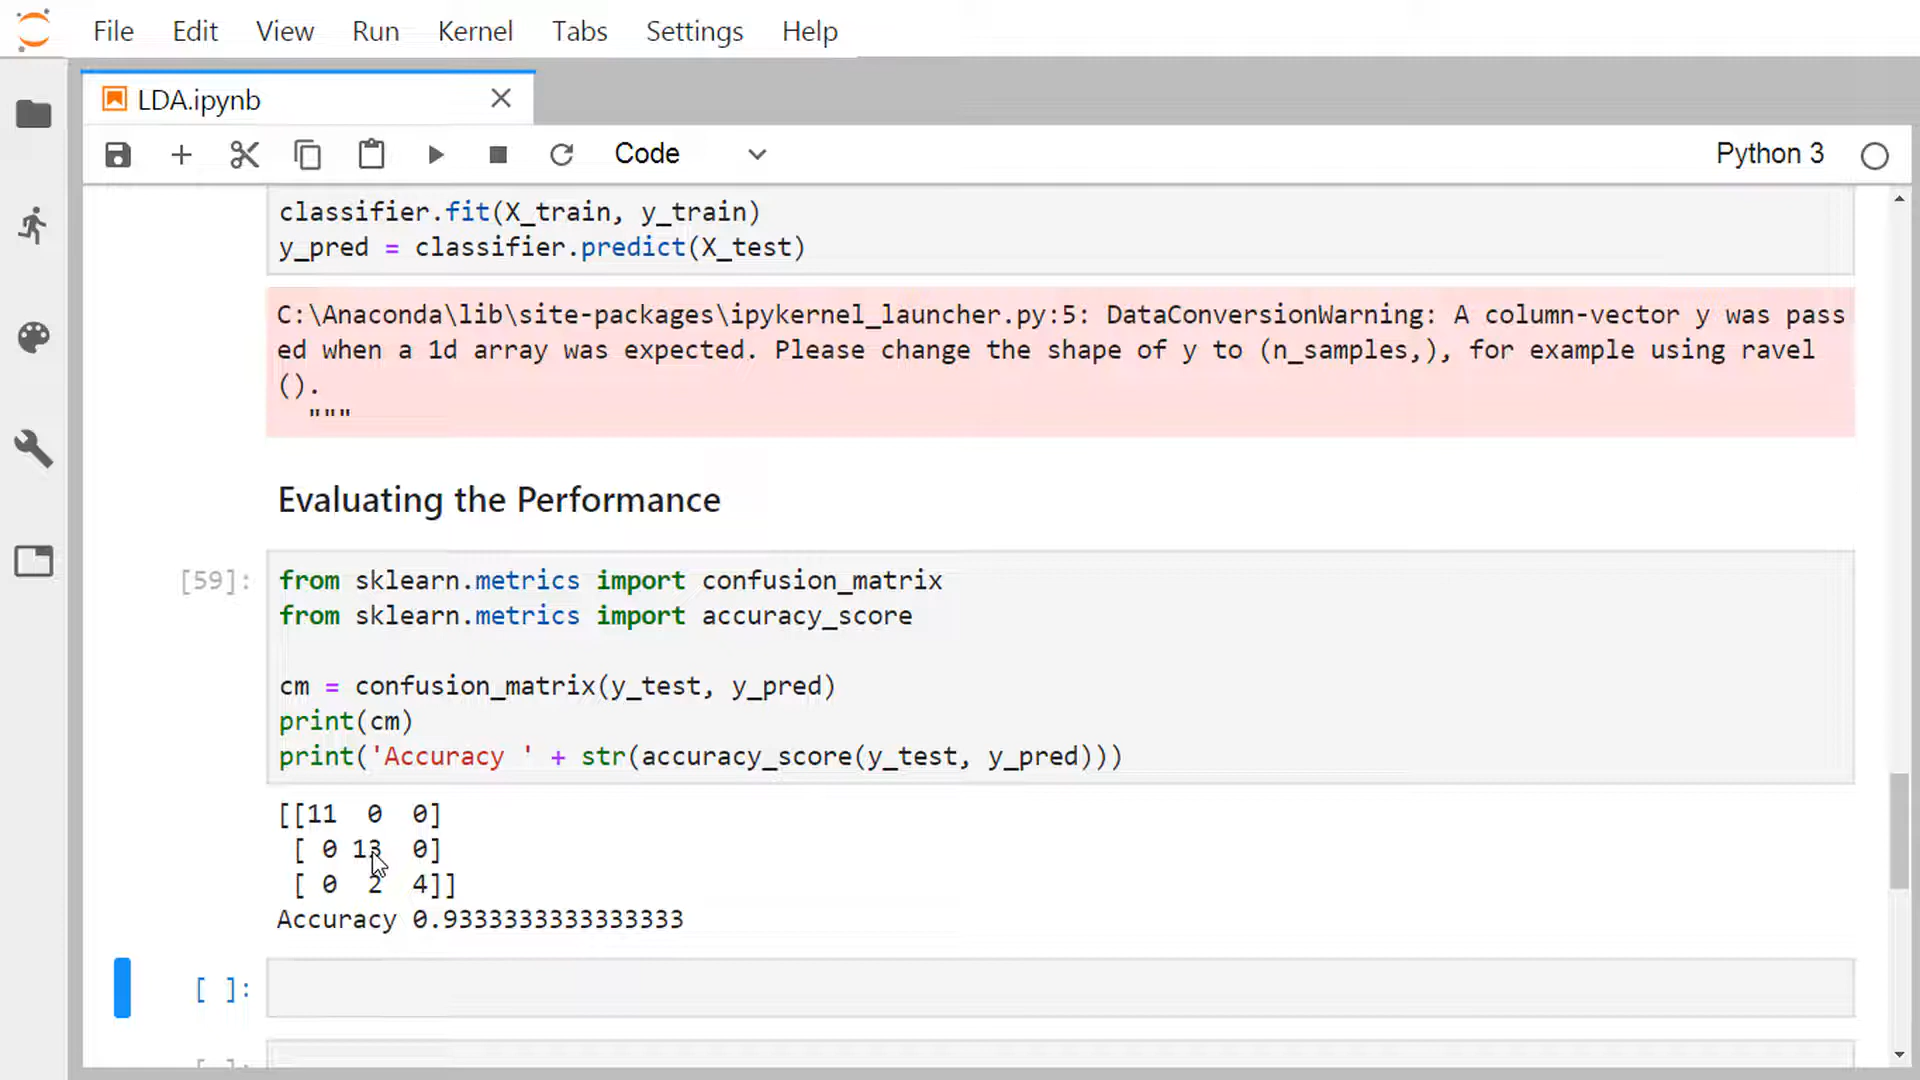 File Edit View Run Kernel Tabs Settings Help
LDA.ipynb
Code Python 3
classifier.fit(X_train, y_train)
y_pred = classifier.predict(X_test)
C:\Anaconda\lib\site-packages\ipykernel_launcher.py:5: DataConversionWarning: A column-vector y was pass
ed when a 1d array was expected. Please change the shape of y to (n_samples,), for example using ravel
().
"""
Evaluating the Performance
[59]: from sklearn.metrics import confusion_matrix
from sklearn.metrics import accuracy_score
cm = confusion_matrix(y_test, y_pred)
print(cm)
print('Accuracy ' + str(accuracy_score(y_test, y_pred)))
[[11  0  0]
[ 0 13  0]
[ 0  2  4]]
Accuracy 0.9333333333333333
[ ]:
[ ]: